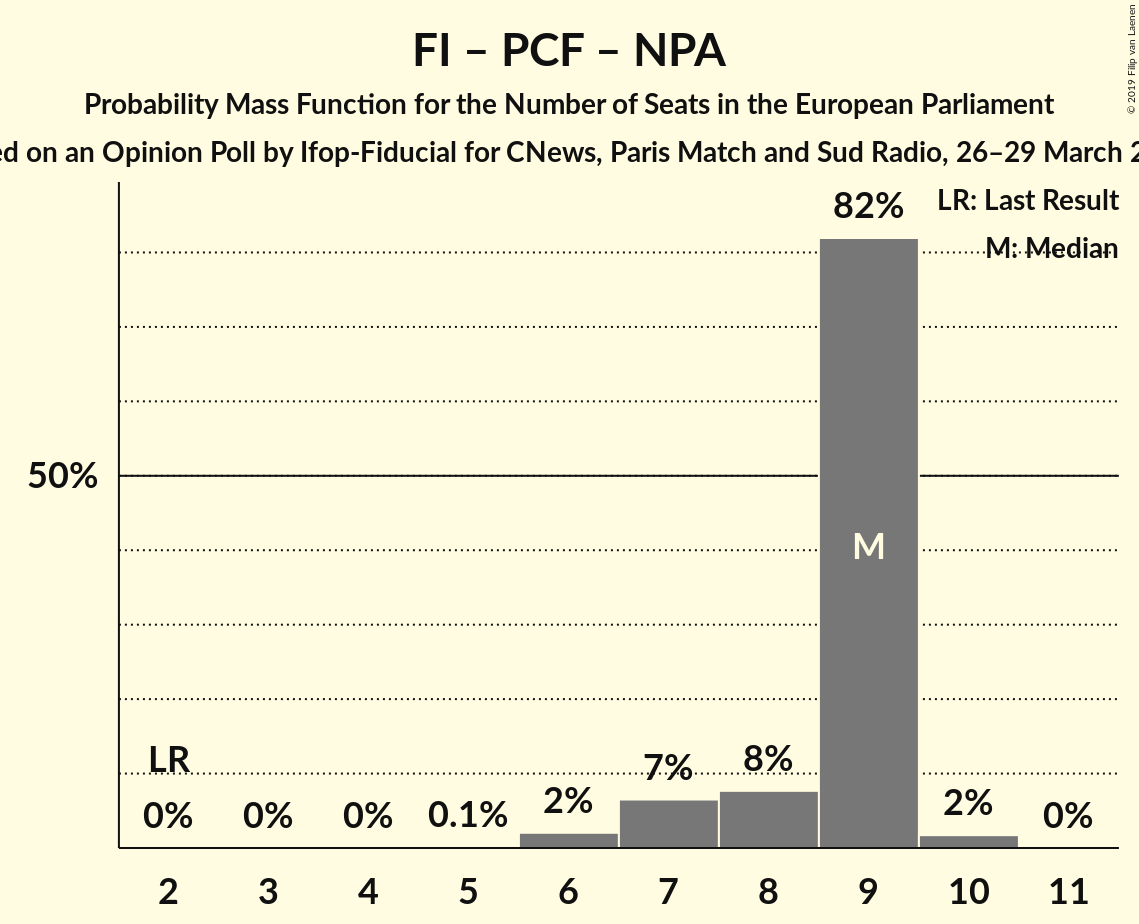 FI – PCF – NPA
Probability Mass Function for the Number of Seats in the European Parliament
on an Opinion Poll by Ifop-Fiducial for CNews, Paris Match and Sud Radio, 26–29 March
© 2019 Filip van Laenen
LR: Last Result
M: Median
82%
50%
M
LR
0%
0%
0%
0.1%
2%
7%
8%
2%
0%
2 3 4 5 6 7 8 9 10 11